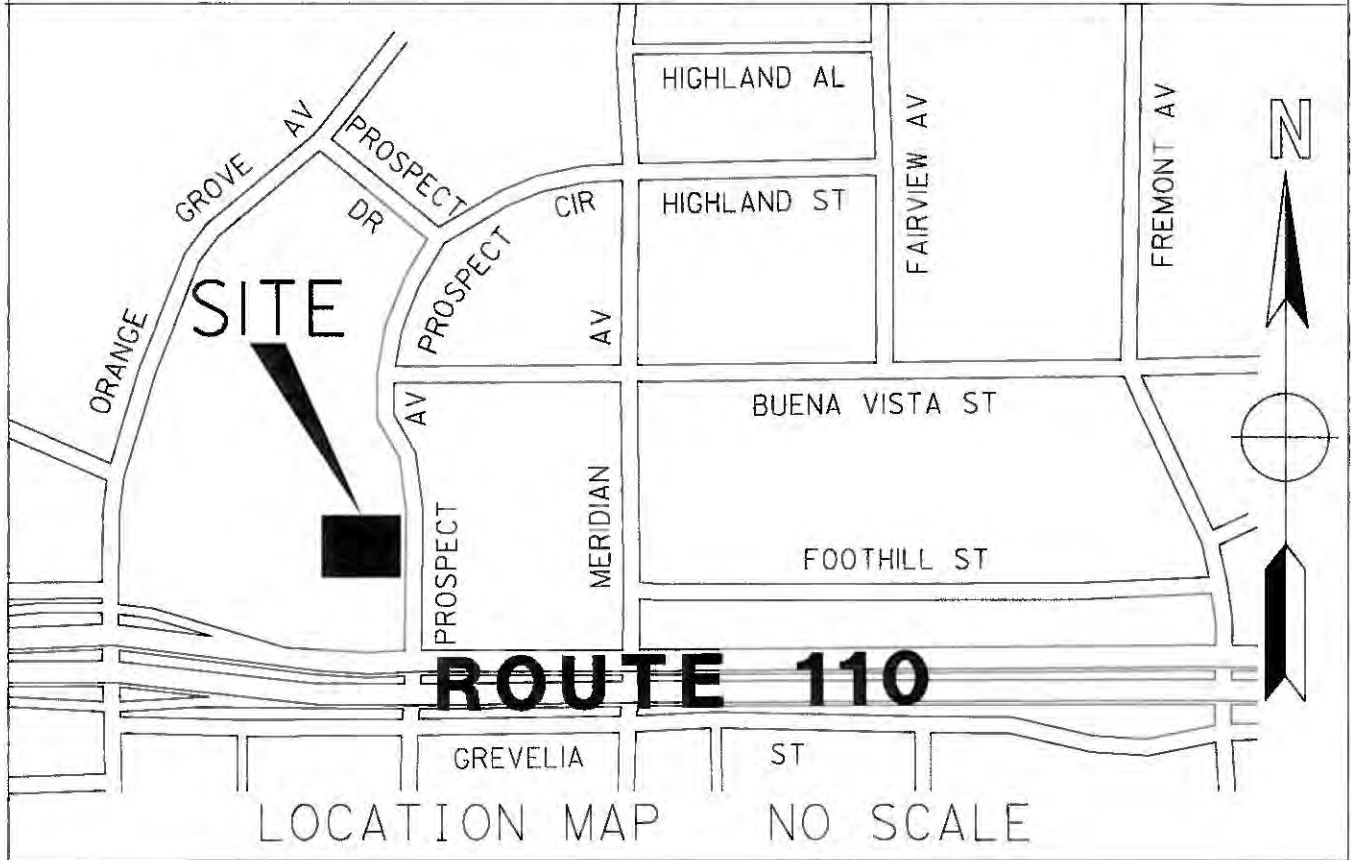 HIGHLAND AL
N
ORANGE GROVE AV
PROSPECT DR
PROSPECT CIR
HIGHLAND ST
FAIRVIEW AV
FREMONT AV
SITE
PROSPECT AV
MERIDIAN AV
BUENA VISTA ST
PROSPECT
FOOTHILL ST
ROUTE 110
GREVELIA ST
LOCATION MAP NO SCALE